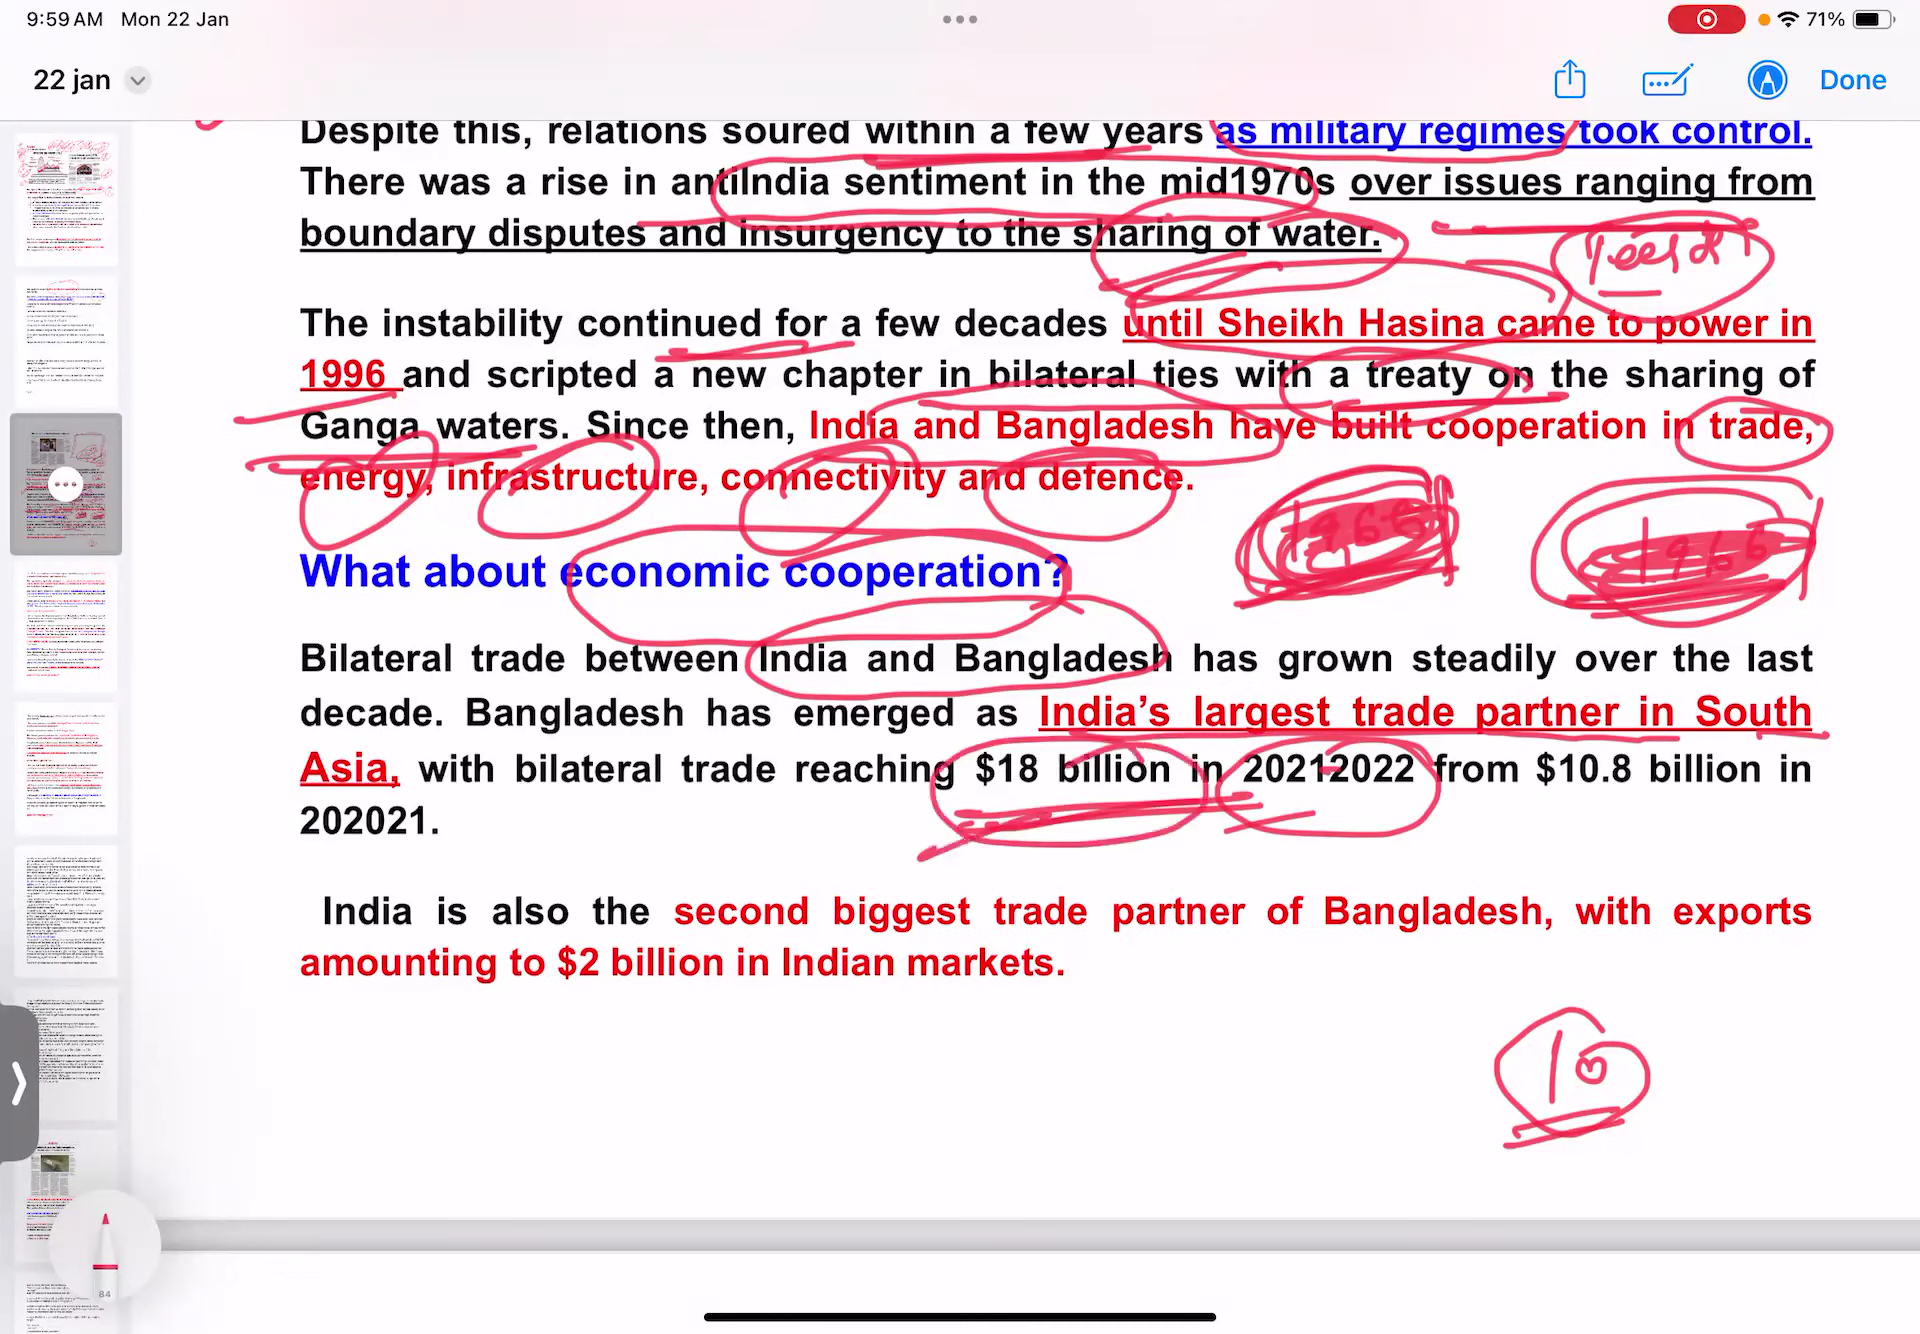 9:59 AM Mon 22 Jan
71%
22 jan
Done
Despite this, relations soured within a few years as military regimes took control.
There was a rise in antiIndia sentiment in the mid1970s over issues ranging from
boundary disputes and insurgency to the sharing of water.
The instability continued for a few decades until Sheikh Hasina came to power in
1996 and scripted a new chapter in bilateral ties with a treaty on the sharing of
Ganga waters. Since then, India and Bangladesh have built cooperation in trade,
energy, infrastructure, connectivity and defence.
1966
What about economic cooperation?
Bilateral trade between India and Bangladesh has grown steadily over the last
decade. Bangladesh has emerged as India’s largest trade partner in South
Asia, with bilateral trade reaching $18 billion in 2021-2022 from $10.8 billion in
202021.
India is also the second biggest trade partner of Bangladesh, with exports
amounting to $2 billion in Indian markets.
10
84